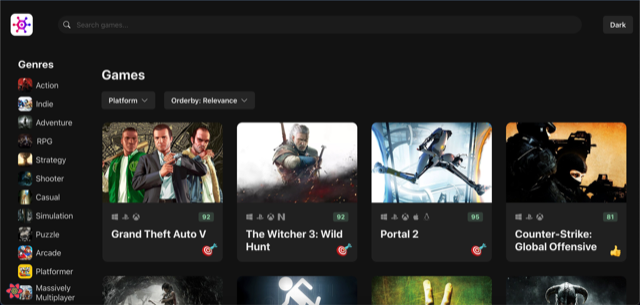 Search games...
Dark
Genres
Action
Indie
Adventure
RPG
Strategy
Shooter
Casual
Simulation
Puzzle
Arcade
Platformer
Massively
Multiplayer
Games
Platform
Orderby: Relevance
92
Grand Theft Auto V
92
The Witcher 3: Wild
Hunt
95
Portal 2
81
Counter-Strike:
Global Offensive